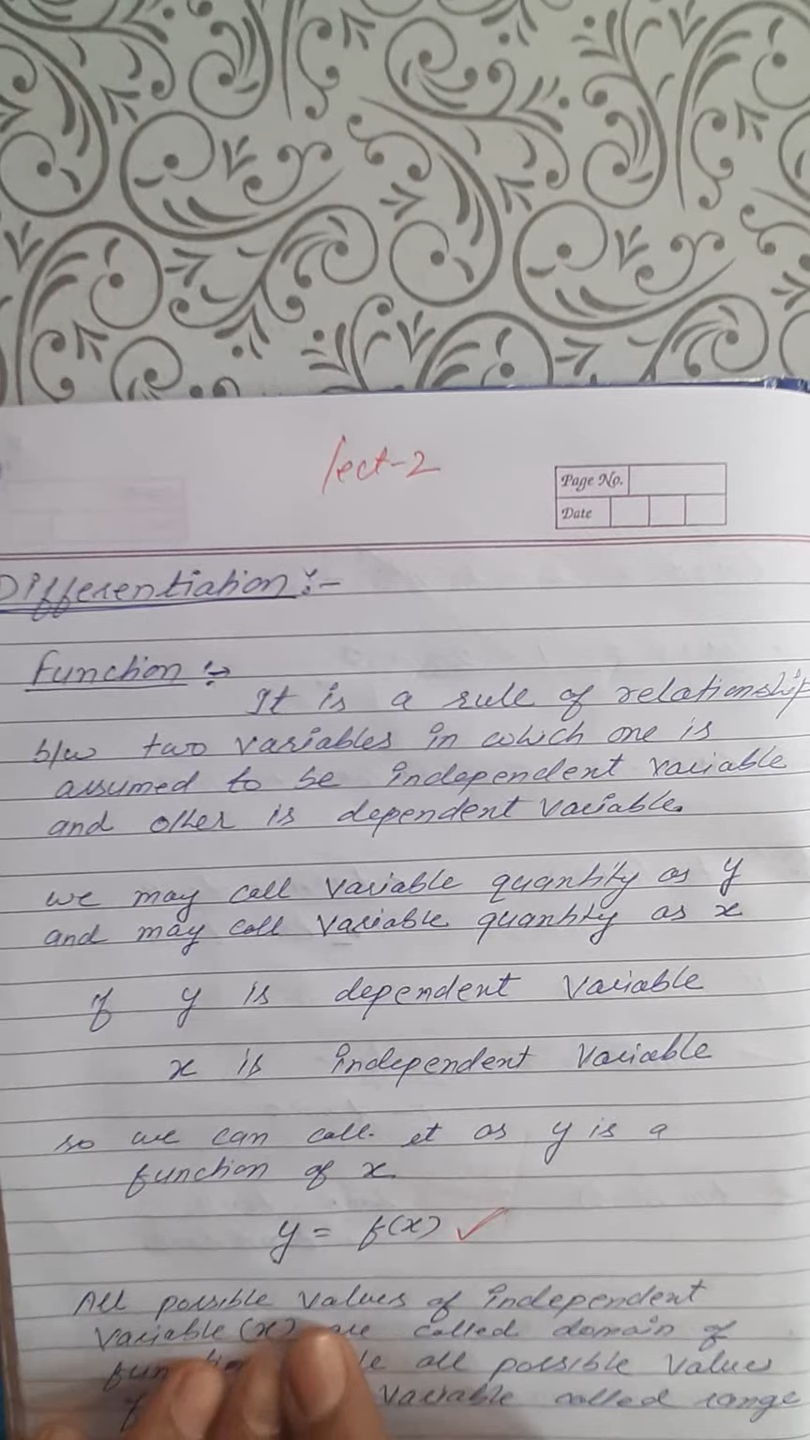 lect-2
Page No.
Date
Differentiation :-
Function :-
It is a rule of relationship
b/w two variables in which one is
assumed to be independent variable
and other is dependent variable.
we may call variable quantity as y
and may call variable quantity as x
if y is dependent variable
x is independent variable
so we can call it as y is a
function of x.
y = f(x) ✓
All possible values of independent
variable (x) are called domain of
all possible values
variable called range